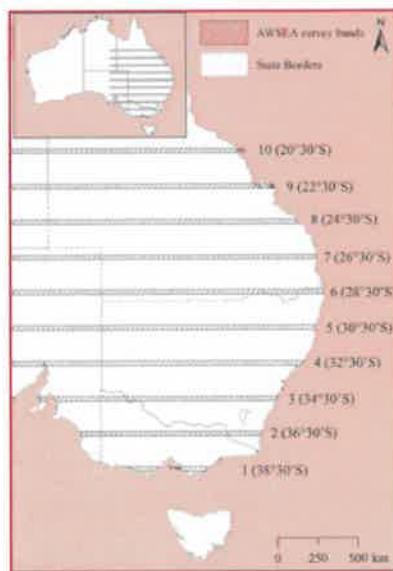 AWSEA survey bands
State Borders
N
10 (20°30'S)
9 (22°30'S)
8 (24°30'S)
7 (26°30'S)
6 (28°30'S)
5 (30°30'S)
4 (32°30'S)
3 (34°30'S)
2 (36°30'S)
1 (38°30'S)
0 250 500 km